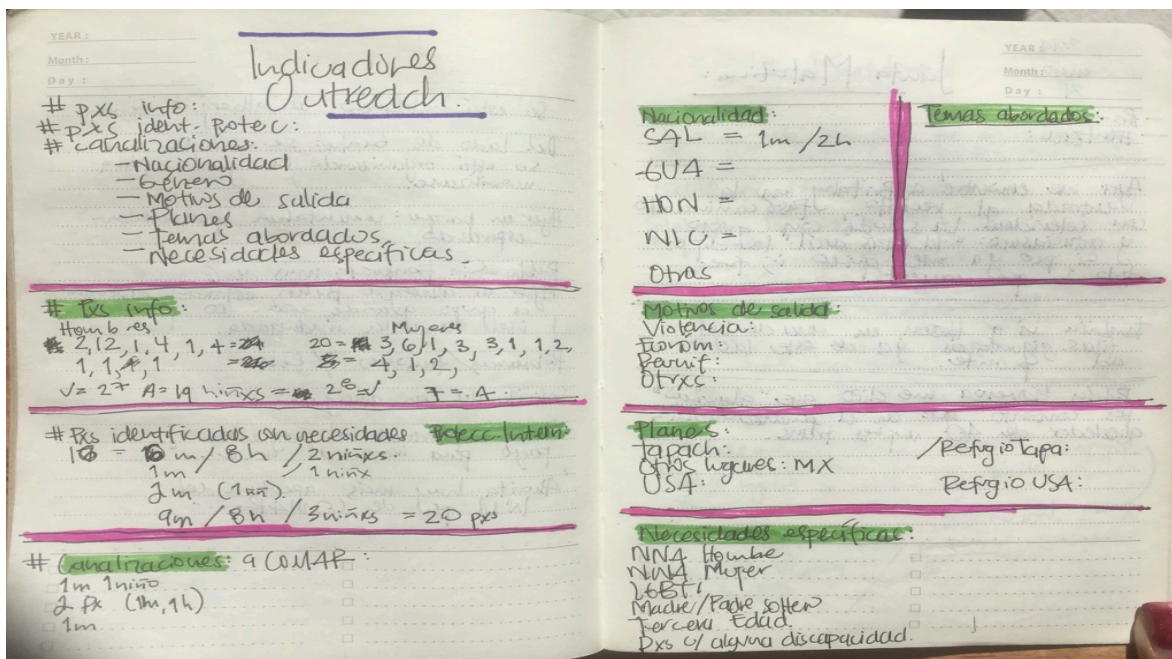 YEAR :
Month:
Day :
Indicadores
Outreach.
# pxs info:
# pxs ident. Protec:
# canalizaciones:
– Nacionalidad
– Género
– Motivos de salida
– Planes
– Temas abordados,
– Necesidades específicas.
# Pxs info:
Hombres Mujeres
2, 12, 1, 4, 1, 4 = 20 = 3, 6, 1, 3, 3, 1, 1, 2,
1, 1, 1 = 4, 1, 2,
V = 27 A = 19 niñxs = 28 = V 7 = A
# Pxs identificadas con necesidades Protecc. Intern
m / 8h / 2 niñxs.
1m / 1 niñx
2m
9m / 8h / 3 niñxs = 20 pxs
# Canalizaciones: a COMAR:
1m 1 niño
2 px (1m, 1h)
1m
YEAR
Month:
Day :
Nacionalidad:
SAL = 1m / 2h
GUA =
HON =
NIC =
Otras
Temas abordados:
Motivos de salida:
Violencia:
Económ:
Reunif:
Otrxs:
Planes:
Tapach: / Refugio Tapa:
Otros lugares: MX
USA: Refugio USA:
Necesidades específicas:
NNA Hombre
NNA Mujer
LGBTI
Madre/Padre soltero
Tercera Edad.
Pxs c/ alguna discapacidad.